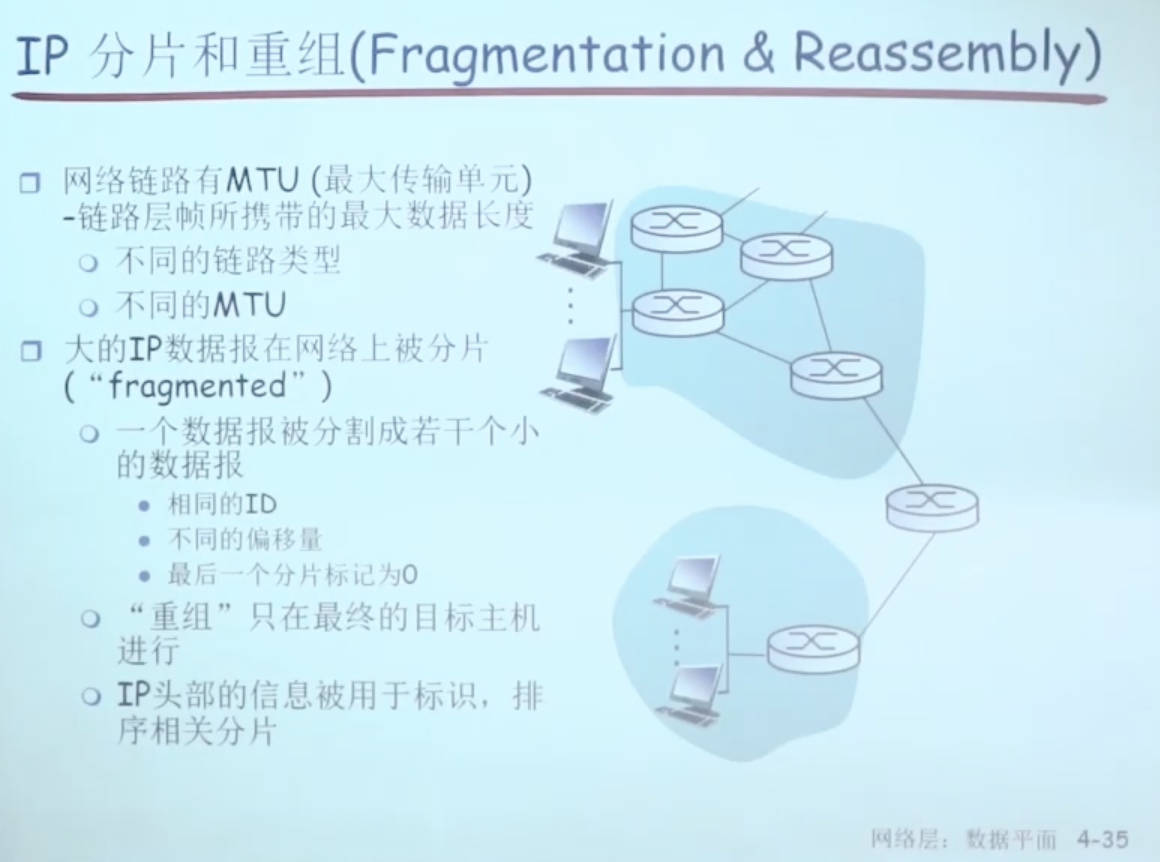 IP 分片和重组(Fragmentation & Reassembly)
网络链路有MTU (最大传输单元)
–链路层帧所携带的最大数据长度
不同的链路类型
不同的MTU
大的IP数据报在网络上被分片
(“fragmented”)
一个数据报被分割成若干个小
的数据报
相同的ID
不同的偏移量
最后一个分片标记为0
“重组”只在最终的目标主机
进行
IP头部的信息被用于标识，排
序相关分片
网络层：数据平面 4-35